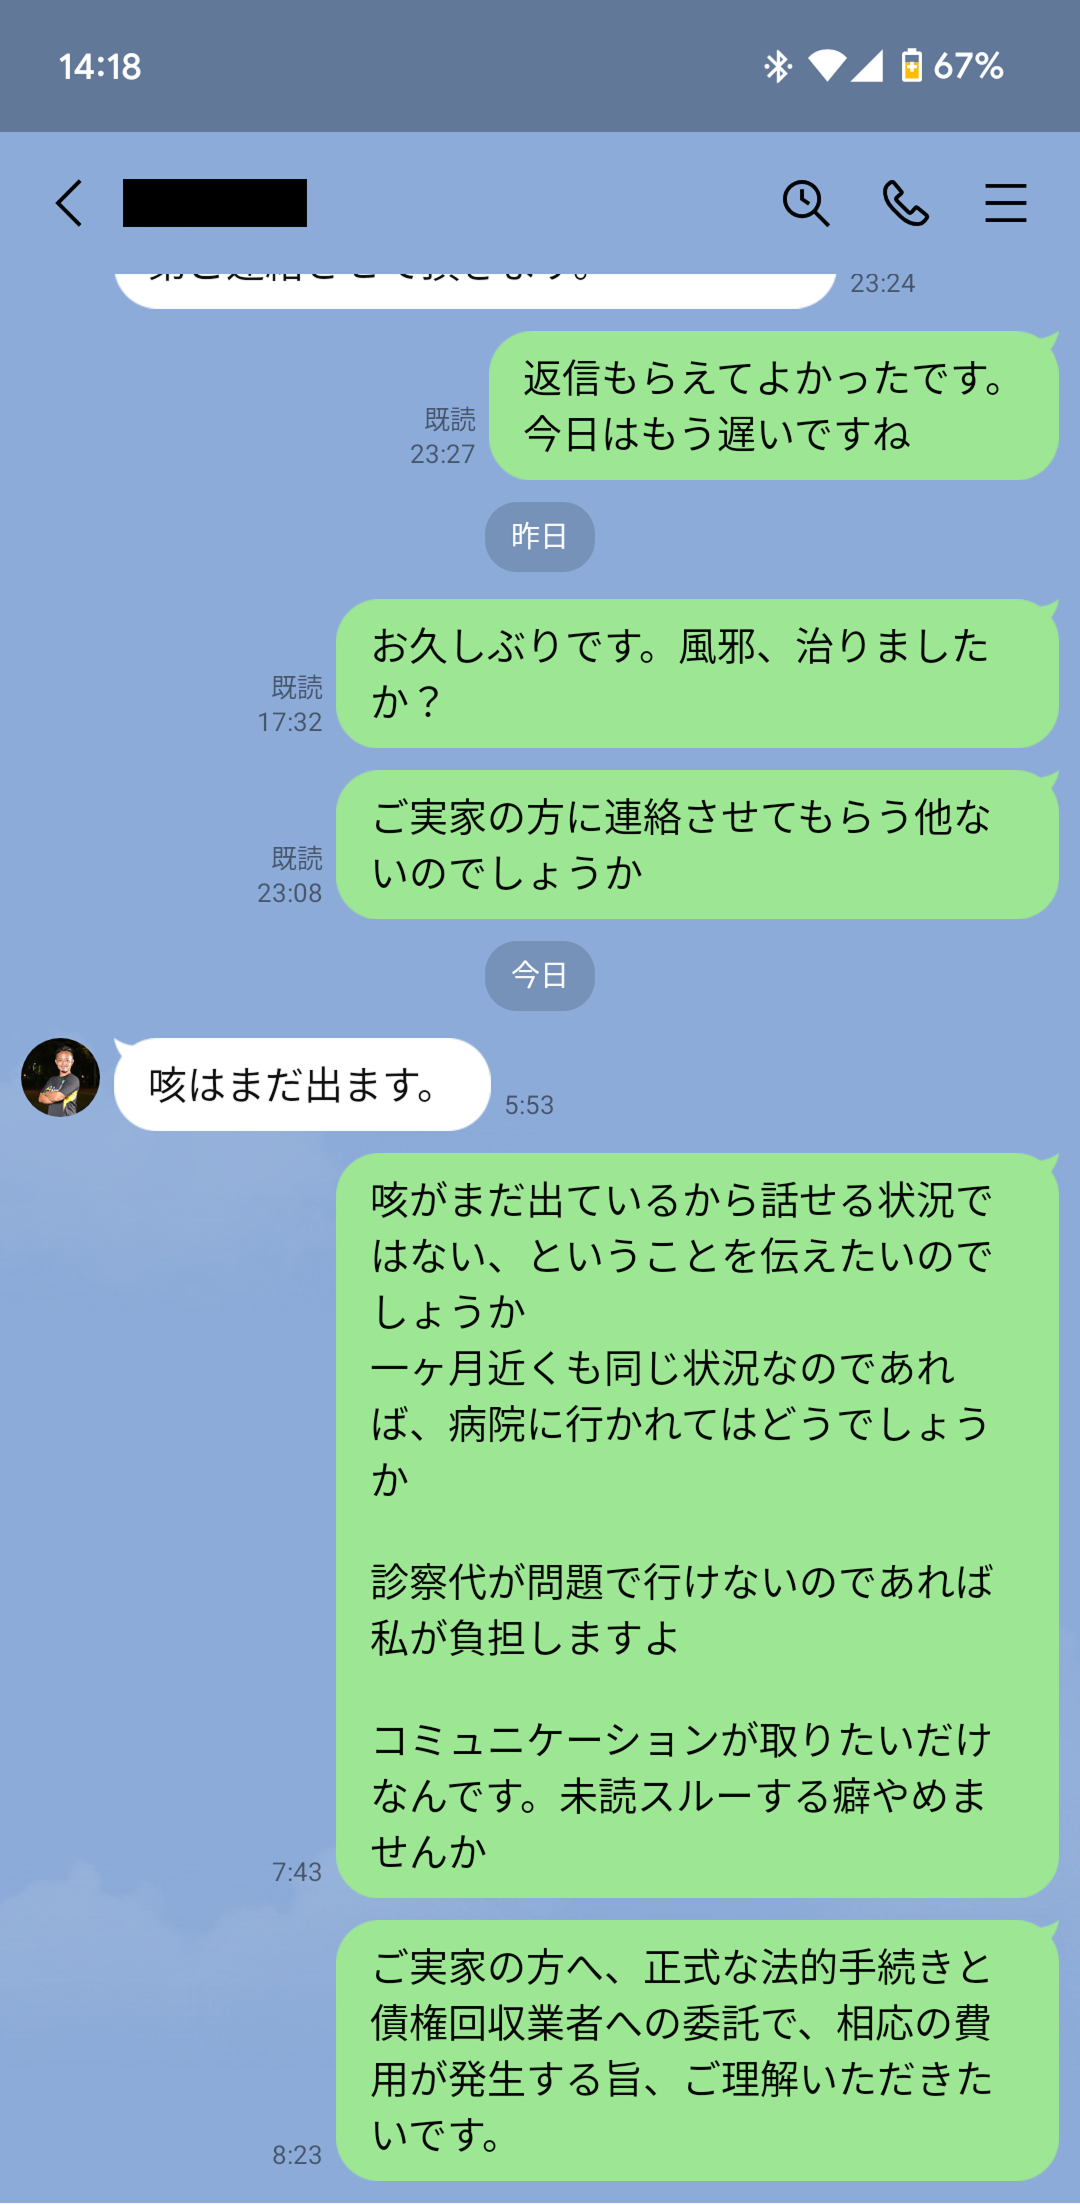 14:18
67%
23:24
返信もらえてよかったです。
今日はもう遅いですね
既読
23:27
昨日
お久しぶりです。風邪、治りました
か？
既読
17:32
ご実家の方に連絡させてもらう他な
いのでしょうか
既読
23:08
今日
咳はまだ出ます。
5:53
咳がまだ出ているから話せる状況で
はない、ということを伝えたいので
しょうか
一ヶ月近くも同じ状況なのであれ
ば、病院に行かれてはどうでしょう
か
診察代が問題で行けないのであれば
私が負担しますよ
コミュニケーションが取りたいだけ
なんです。未読スルーする癖やめま
せんか
7:43
ご実家の方へ、正式な法的手続きと
債権回収業者への委託で、相応の費
用が発生する旨、ご理解いただきた
いです。
8:23